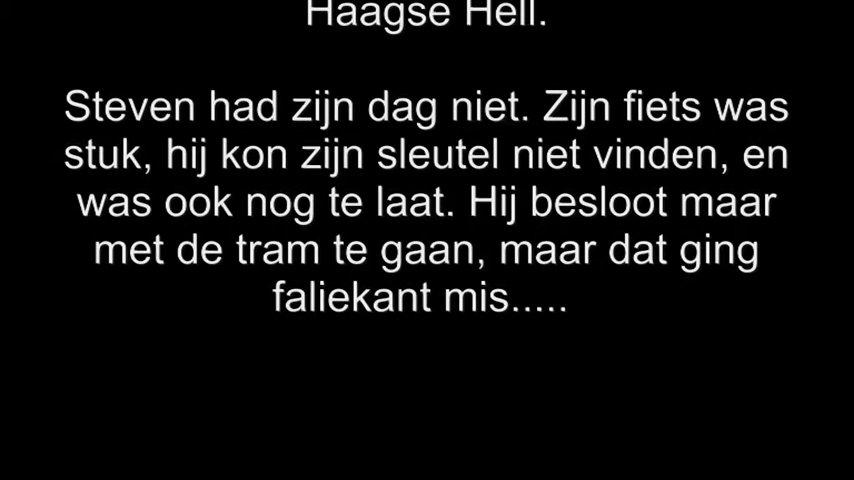 Haagse Hell.
Steven had zijn dag niet. Zijn fiets was
stuk, hij kon zijn sleutel niet vinden, en
was ook nog te laat. Hij besloot maar
met de tram te gaan, maar dat ging
faliekant mis.....